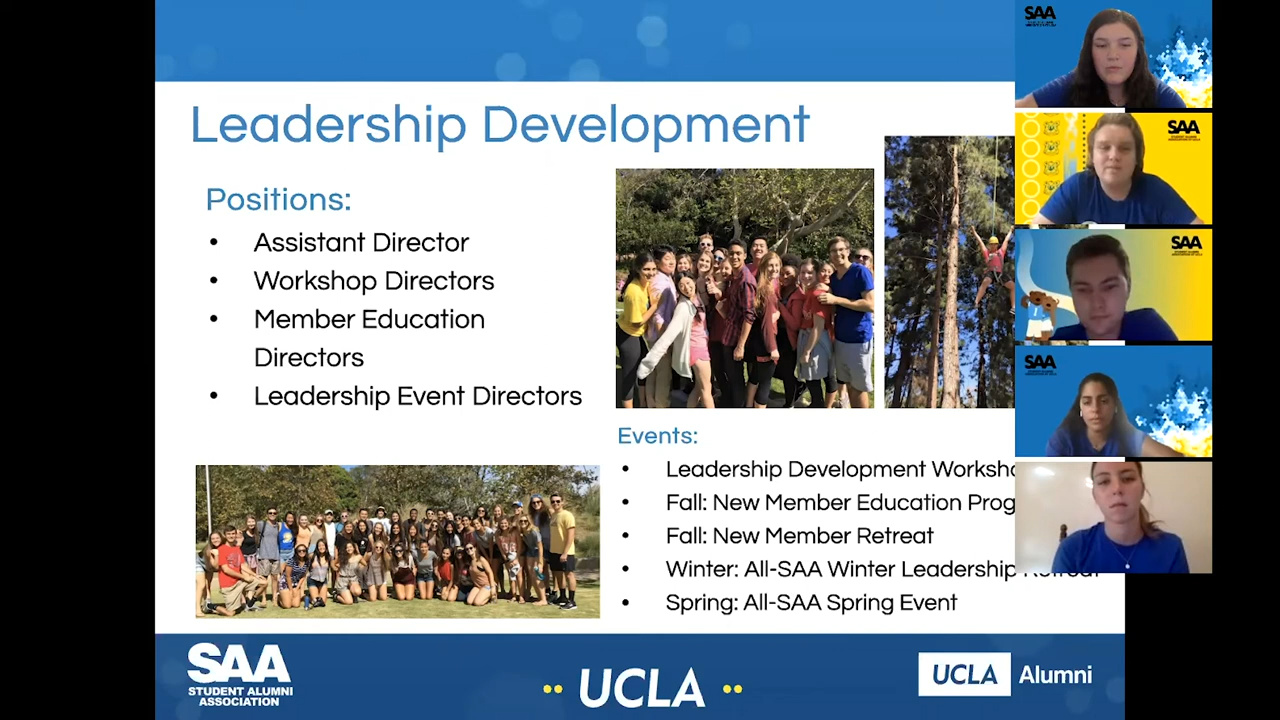 Leadership Development
Positions:
• Assistant Director
• Workshop Directors
• Member Education
Directors
• Leadership Event Directors
Events:
• Leadership Development
• Fall: New Member Education
• Fall: New Member Retreat
• Winter: All-SAA Winter Leadership Retreat
• Spring: All-SAA Spring Event
SAA
STUDENT ALUMNI
ASSOCIATION
UCLA
UCLA Alumni
SAA
SAA
SAA
SAA